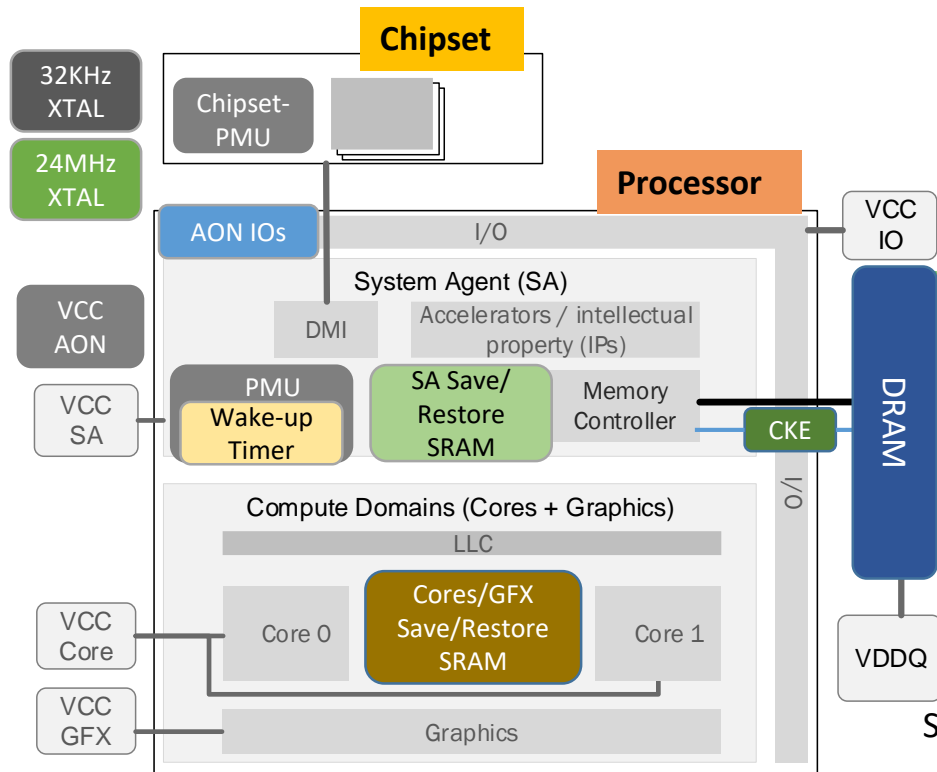 Chipset
32KHz
XTAL
Chipset-
PMU
24MHz
XTAL
Processor
AON IOs
I/O
VCC
IO
System Agent (SA)
VCC
AON
DMI
Accelerators / intellectual
property (IPs)
DRAM
PMU
Wake-up
Timer
SA Save/
Restore
SRAM
Memory
Controller
VCC
SA
CKE
I/O
Compute Domains (Cores + Graphics)
LLC
VCC
Core
Core 0
Cores/GFX
Save/Restore
SRAM
Core 1
VDDQ
VCC
GFX
Graphics
S